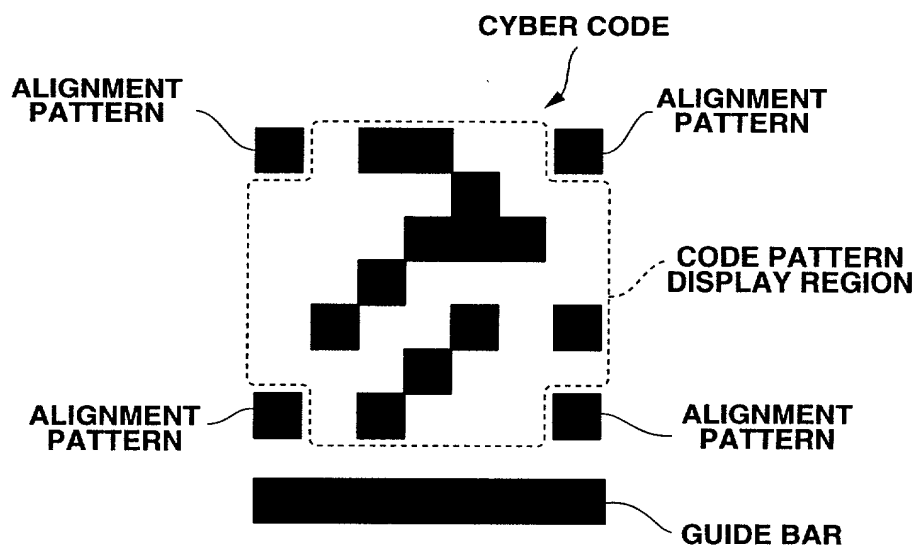 CYBER CODE
ALIGNMENT
PATTERN
ALIGNMENT
PATTERN
CODE PATTERN
DISPLAY REGION
ALIGNMENT
PATTERN
ALIGNMENT
PATTERN
GUIDE BAR